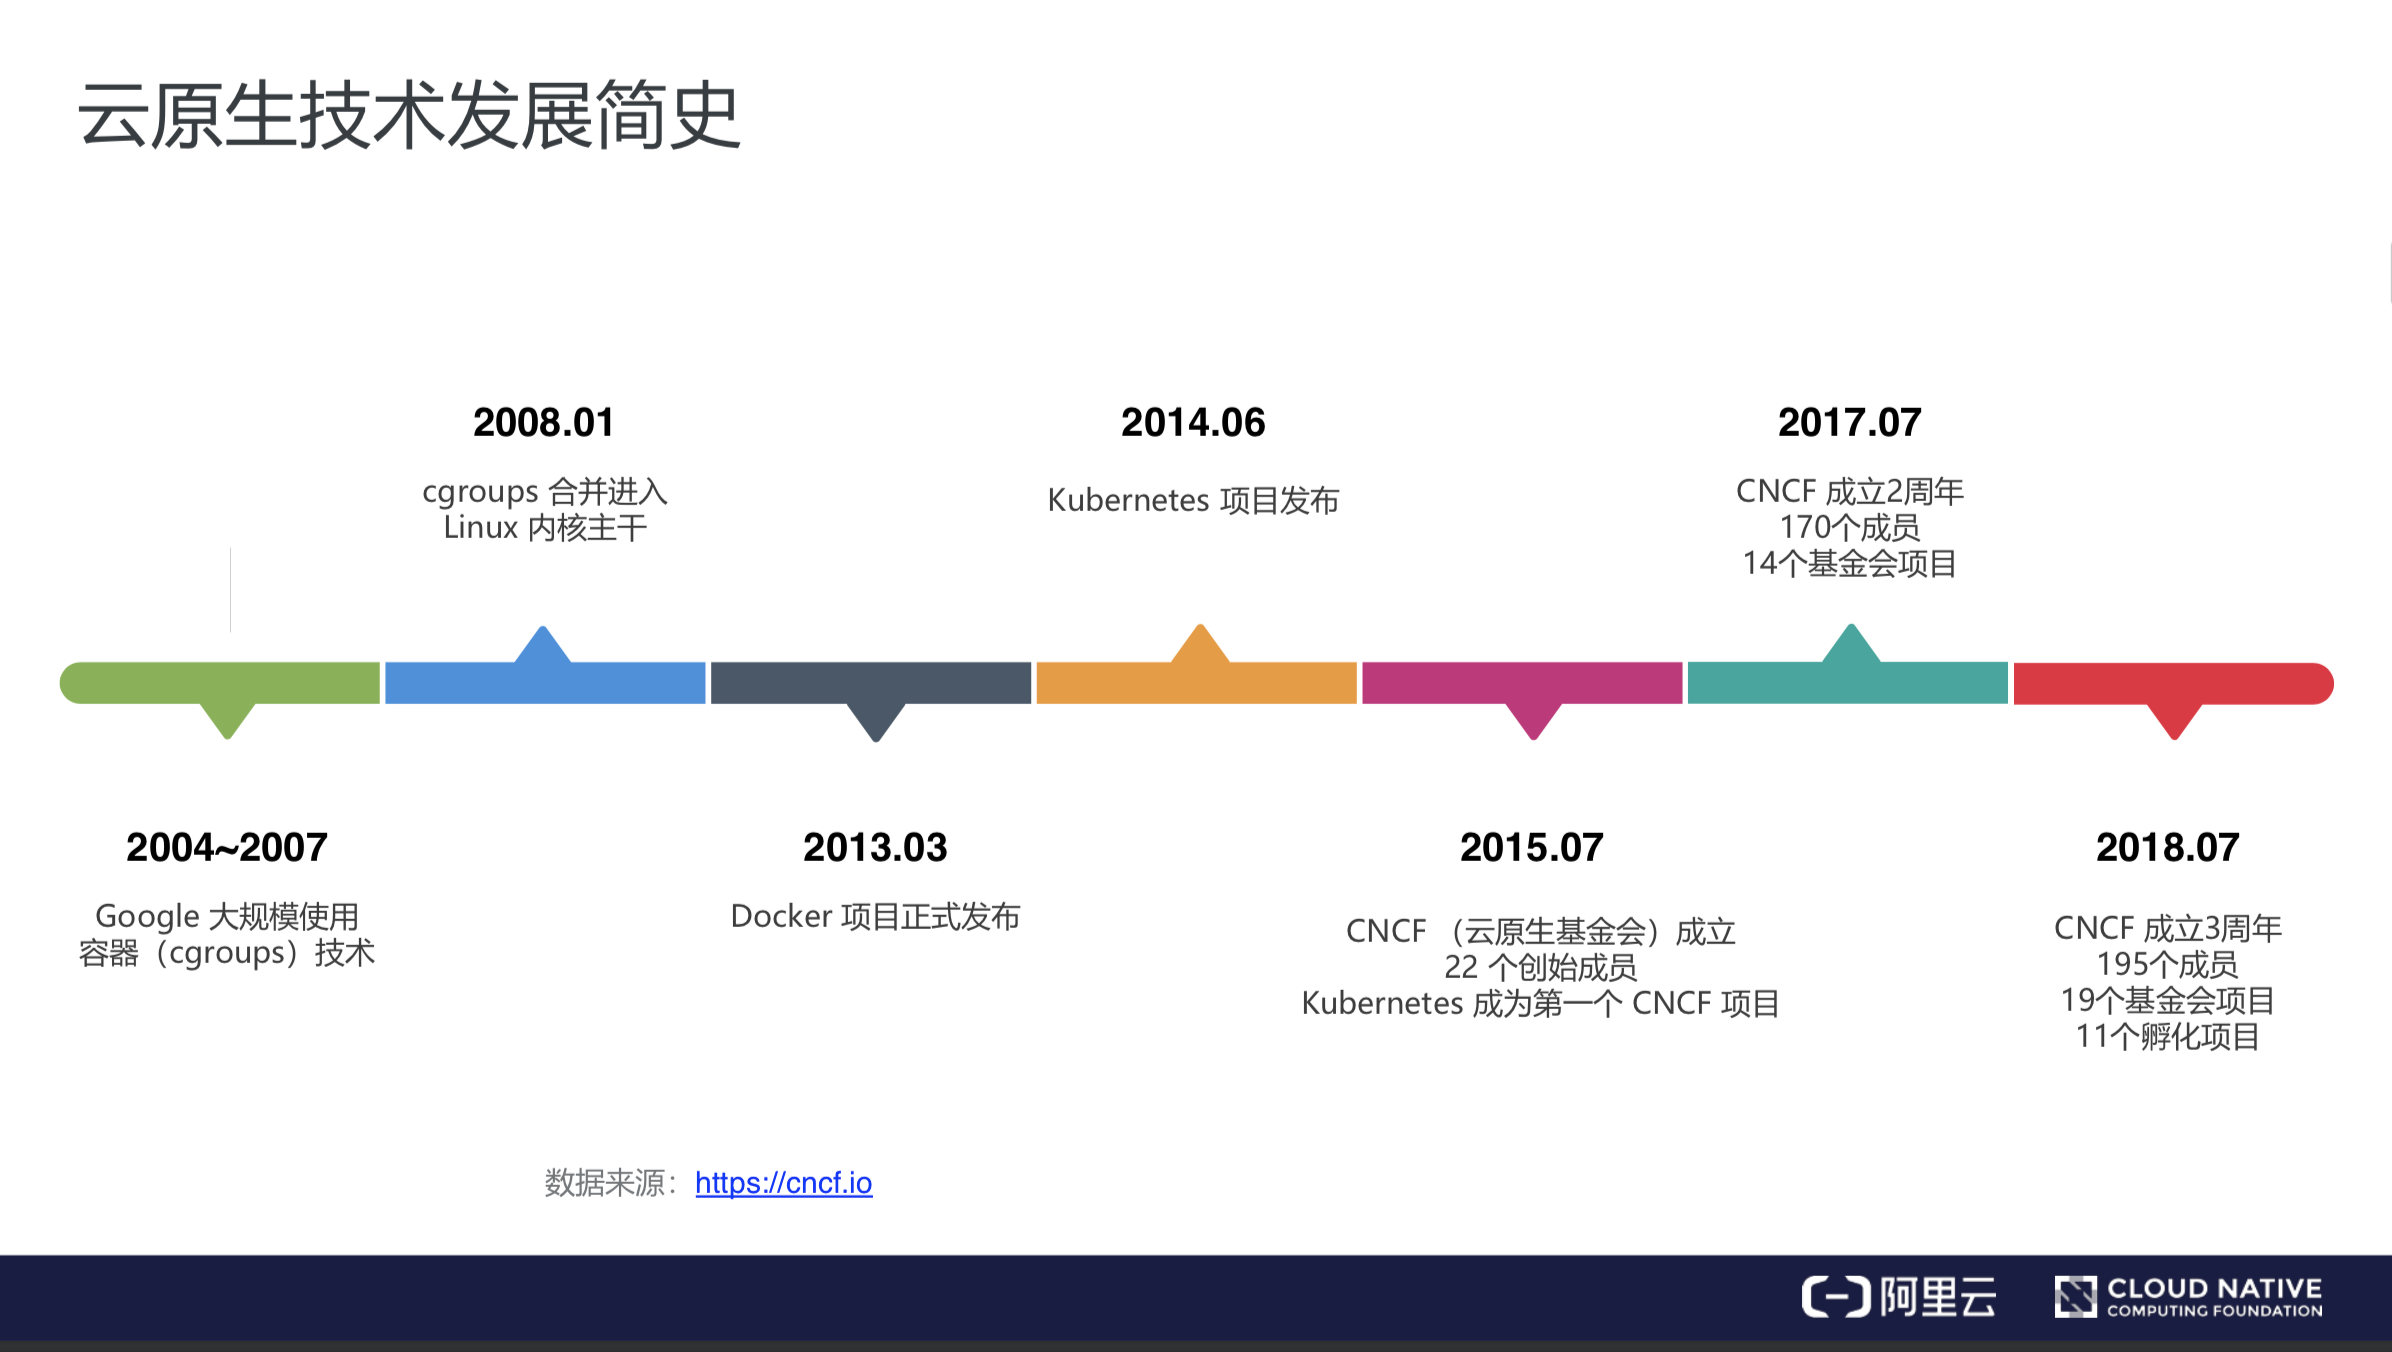 云原生技术发展简史
2008.01
cgroups 合并进入
Linux 内核主干
2014.06
Kubernetes 项目发布
2017.07
CNCF 成立2周年
170个成员
14个基金会项目
2004~2007
Google 大规模使用
容器（cgroups）技术
2013.03
Docker 项目正式发布
2015.07
CNCF （云原生基金会）成立
22 个创始成员
Kubernetes 成为第一个 CNCF 项目
2018.07
CNCF 成立3周年
195个成员
19个基金会项目
11个孵化项目
数据来源：https://cncf.io
阿里云
CLOUD NATIVE
COMPUTING FOUNDATION